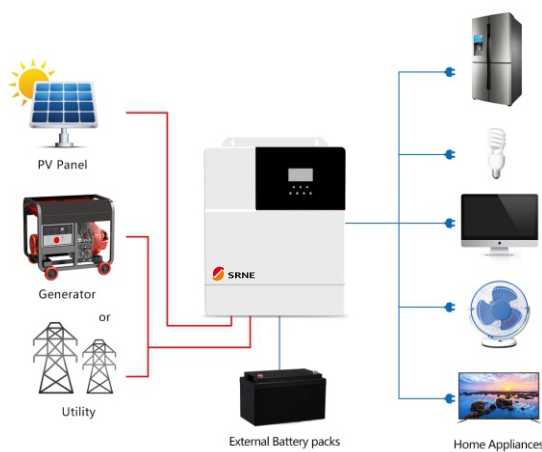 PV Panel
Generator
or
Utility
SRNE
External Battery packs
Home Appliances